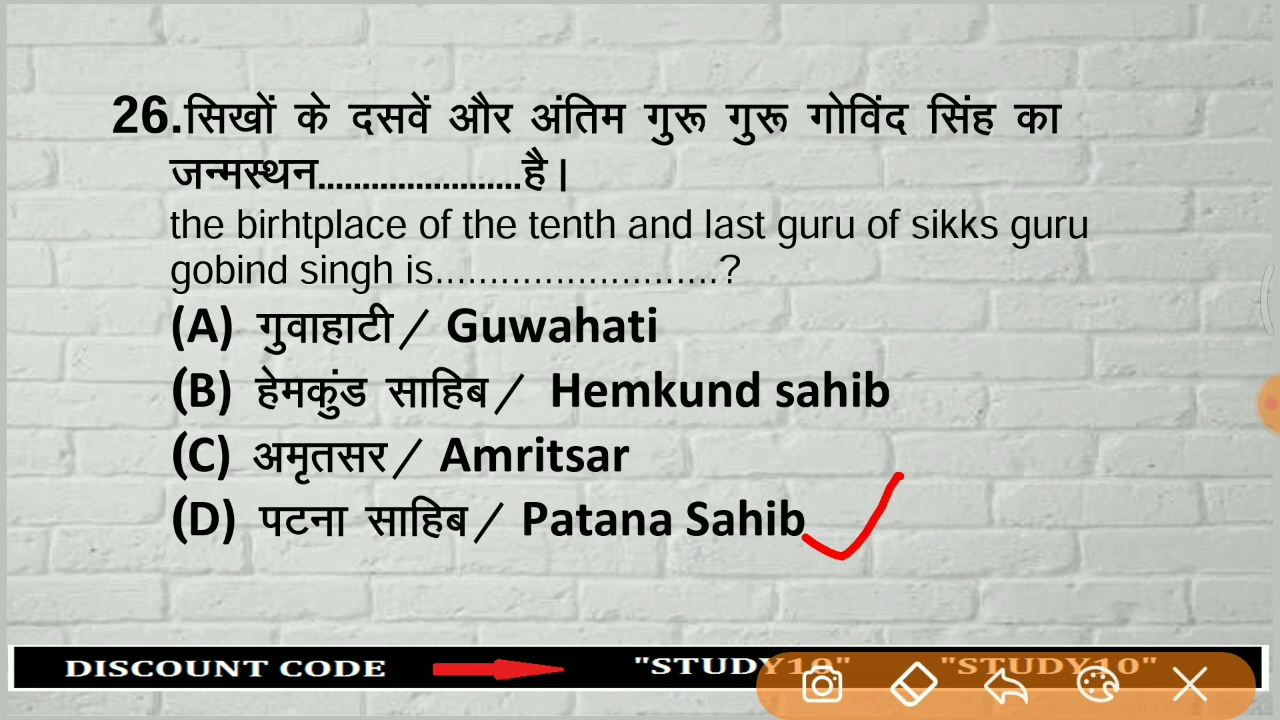 26.सिखों के दसवें और अंतिम गुरू गुरू गोविंद सिंह का
जन्मस्थन.......................है।
the birhtplace of the tenth and last guru of sikks guru
gobind singh is..........................?
(A) गुवाहाटी/ Guwahati
(B) हेमकुंड साहिब/ Hemkund sahib
(C) अमृतसर/ Amritsar
(D) पटना साहिब/ Patana Sahib
DISCOUNT CODE "STUDY10" "STUDY10"